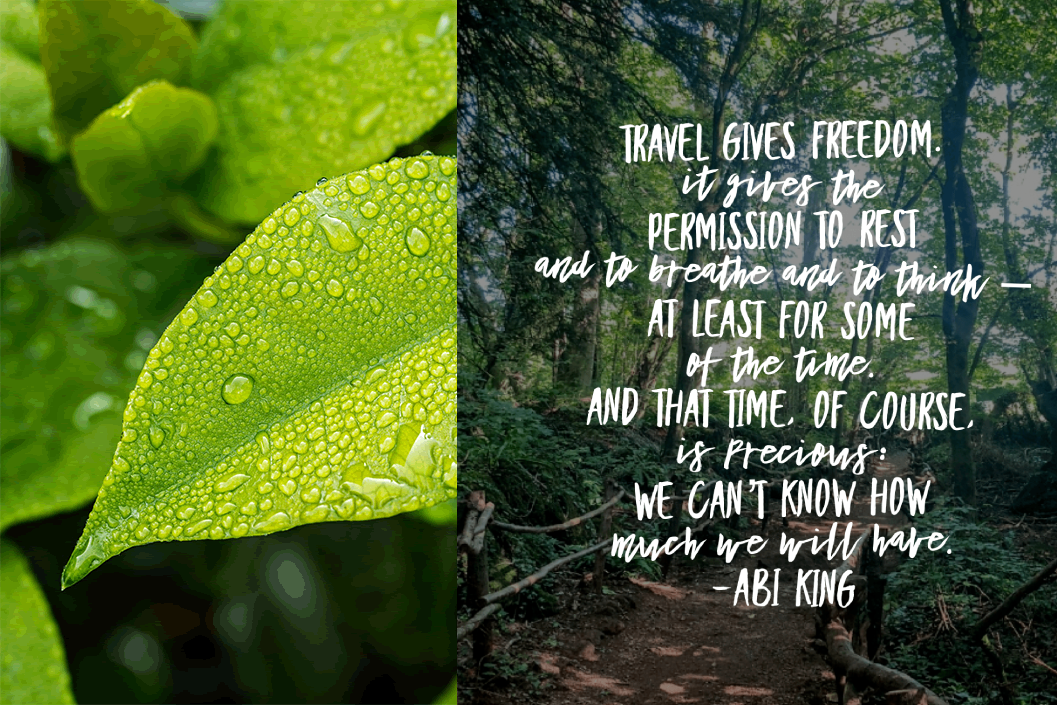 TRAVEL GIVES FREEDOM.
it gives the
PERMISSION TO REST
and to breathe and to think —
AT LEAST FOR SOME
of the time.
AND THAT TIME, OF COURSE,
is precious:
WE CAN'T KNOW HOW
much we will have.
-ABI KING